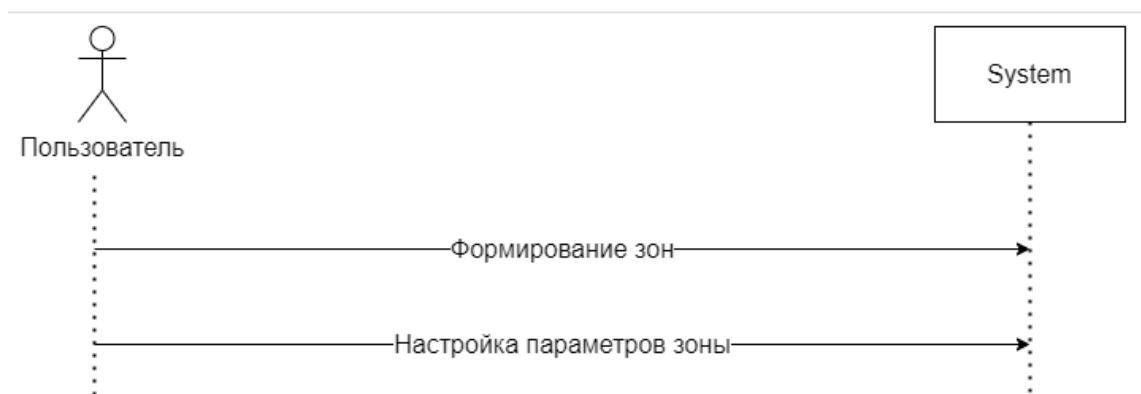 System
Пользователь
Формирование зон
Настройка параметров зоны